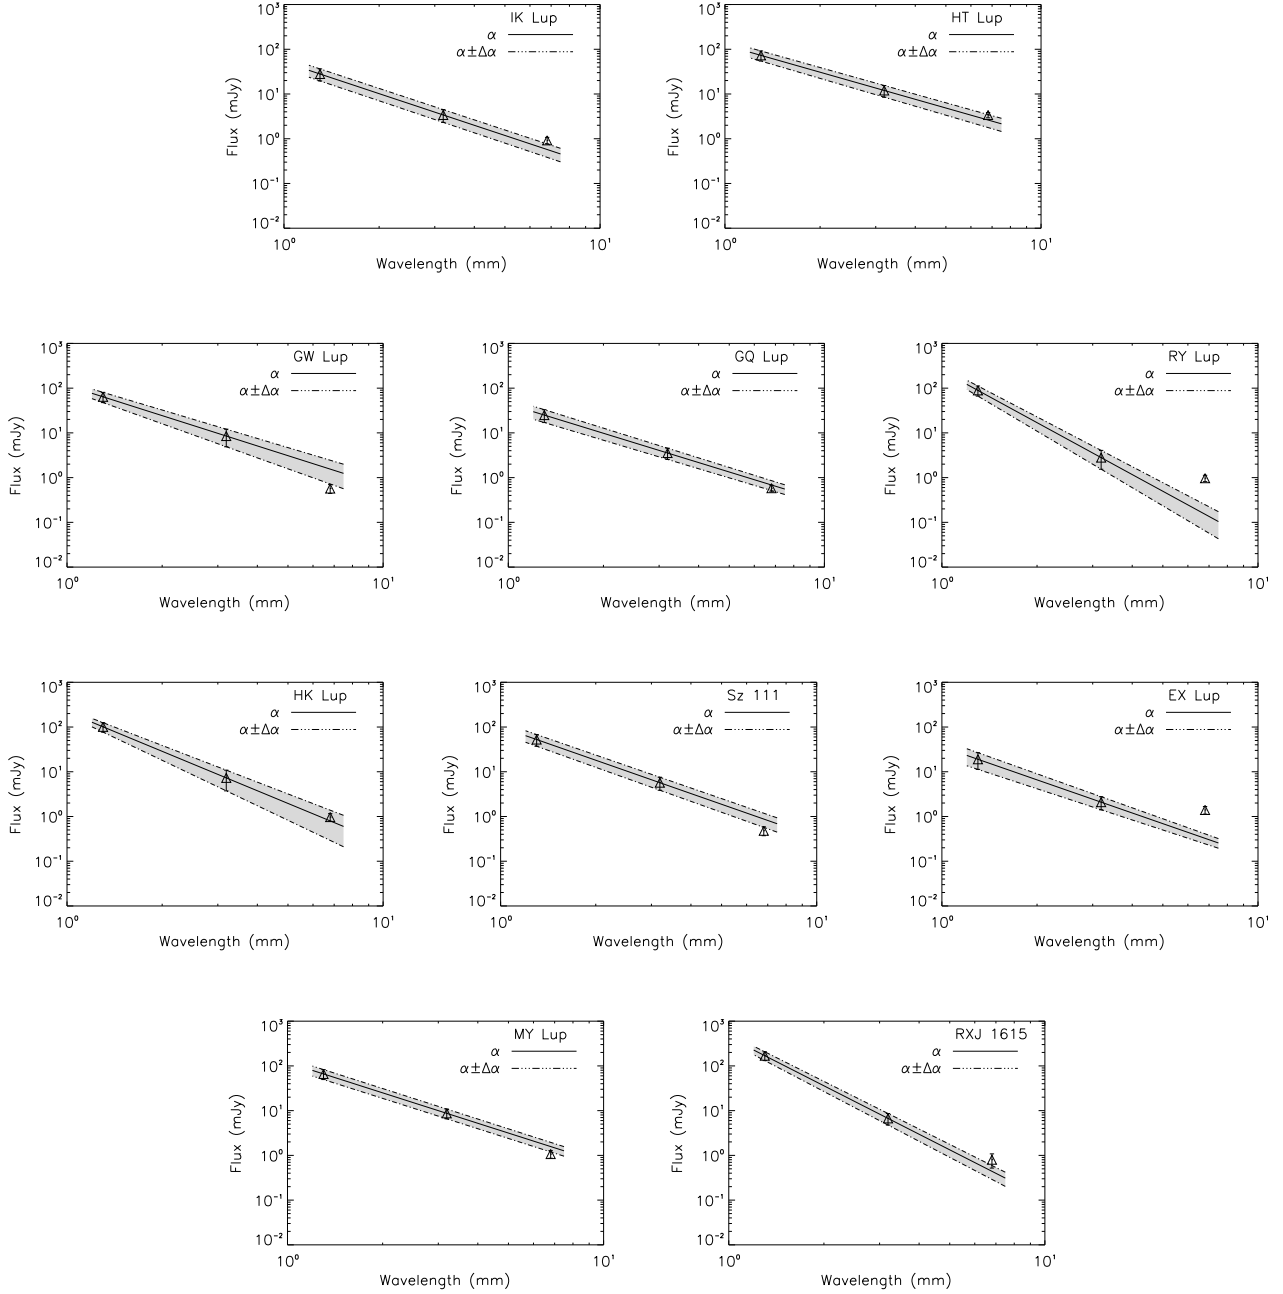 IK Lup
α
α±Δα
10³
10²
10¹
10⁰
10⁻¹
10⁻²
Flux (mJy)
10⁰
10¹
Wavelength (mm)
HT Lup
α
α±Δα
10³
10²
10¹
10⁰
10⁻¹
10⁻²
Flux (mJy)
10⁰
10¹
Wavelength (mm)
GW Lup
α
α±Δα
10³
10²
10¹
10⁰
10⁻¹
10⁻²
Flux (mJy)
10⁰
10¹
Wavelength (mm)
GQ Lup
α
α±Δα
10³
10²
10¹
10⁰
10⁻¹
10⁻²
Flux (mJy)
10⁰
10¹
Wavelength (mm)
RY Lup
α
α±Δα
10³
10²
10¹
10⁰
10⁻¹
10⁻²
Flux (mJy)
10⁰
10¹
Wavelength (mm)
HK Lup
α
α±Δα
10³
10²
10¹
10⁰
10⁻¹
10⁻²
Flux (mJy)
10⁰
10¹
Wavelength (mm)
Sz 111
α
α±Δα
10³
10²
10¹
10⁰
10⁻¹
10⁻²
Flux (mJy)
10⁰
10¹
Wavelength (mm)
EX Lup
α
α±Δα
10³
10²
10¹
10⁰
10⁻¹
10⁻²
Flux (mJy)
10⁰
10¹
Wavelength (mm)
MY Lup
α
α±Δα
10³
10²
10¹
10⁰
10⁻¹
10⁻²
Flux (mJy)
10⁰
10¹
Wavelength (mm)
RXJ 1615
α
α±Δα
10³
10²
10¹
10⁰
10⁻¹
10⁻²
Flux (mJy)
10⁰
10¹
Wavelength (mm)